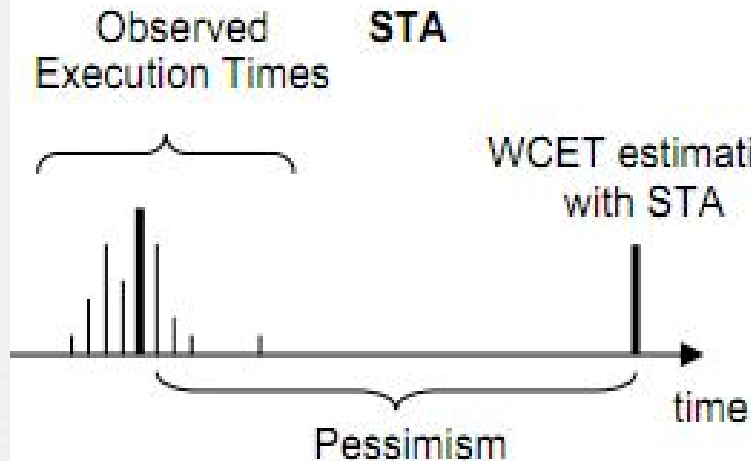 Observed
Execution Times
STA
WCET estimati
with STA
time
Pessimism